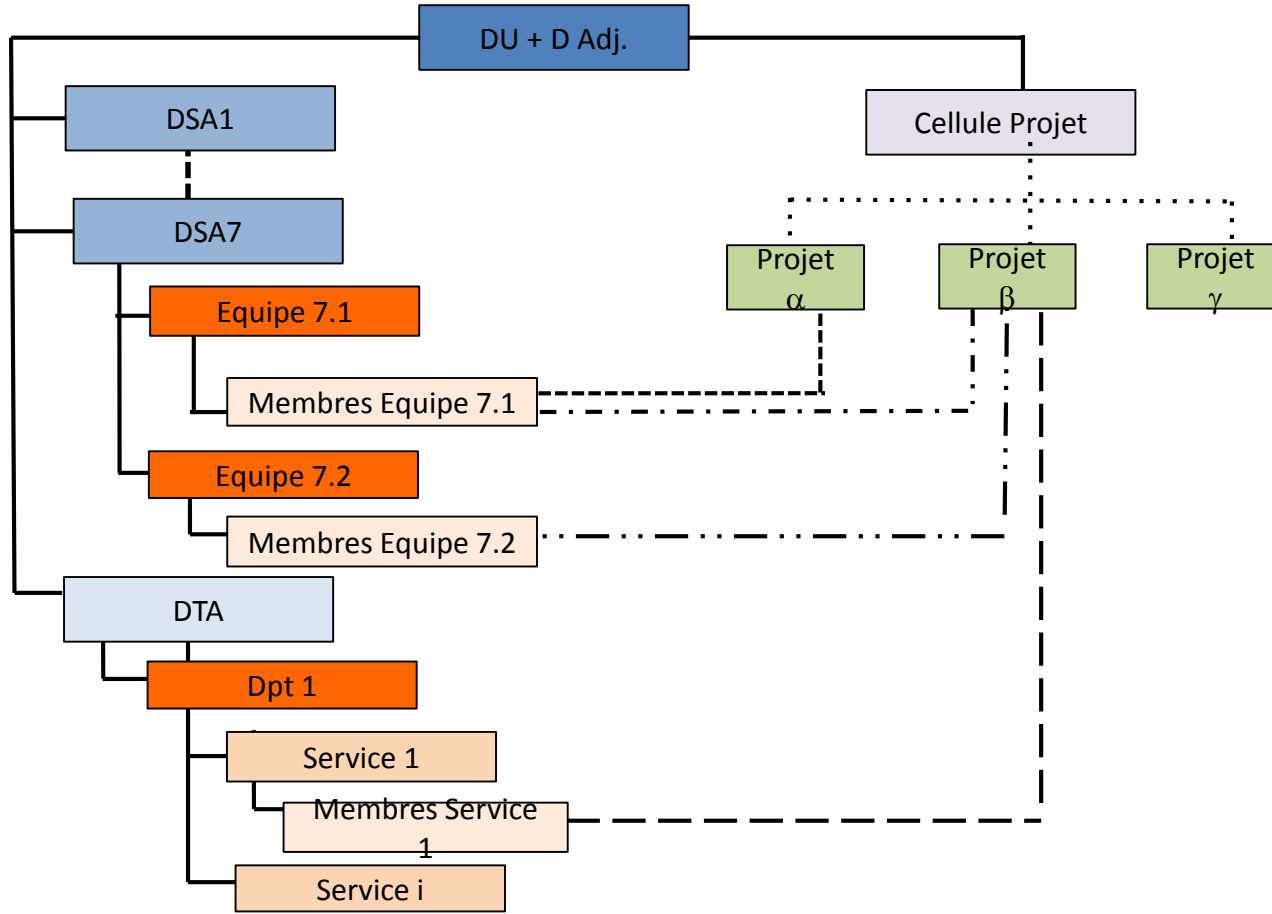 DU + D Adj.
DSA1
Cellule Projet
DSA7
Projet
α
Projet
β
Projet
γ
Equipe 7.1
Membres Equipe 7.1
Equipe 7.2
Membres Equipe 7.2
DTA
Dpt 1
Service 1
Membres Service
1
Service i